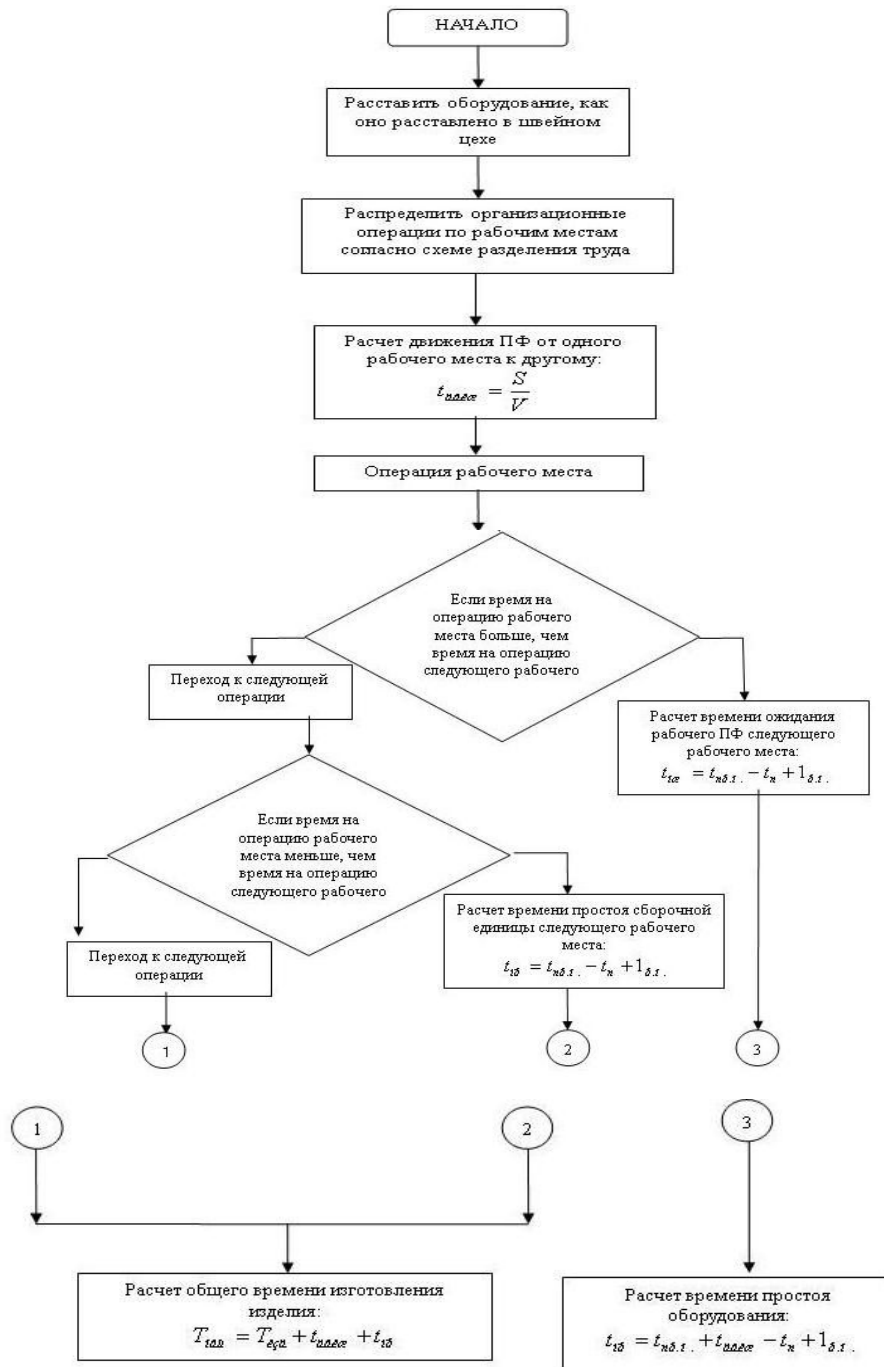 НАЧАЛО
Расставить оборудование, как
оно расставлено в швейном
цехе
Распределить организационные
операции по рабочим местам
согласно схеме разделения труда
Расчет движения ПФ от одного
рабочего места к другому:
= S/V
Операция рабочего места
Если время на
операцию рабочего
места больше, чем
время на операцию
следующего рабочего
Переход к следующей
операции
Расчет времени ожидания
рабочего ПФ следующего
рабочего места:
Если время на
операцию рабочего
места меньше, чем
время на операцию
следующего рабочего
Переход к следующей
операции
Расчет времени простоя сборочной
единицы следующего рабочего
места:
1
2
3
1
2
3
Расчет общего времени изготовления
изделия:
Расчет времени простоя
оборудования: